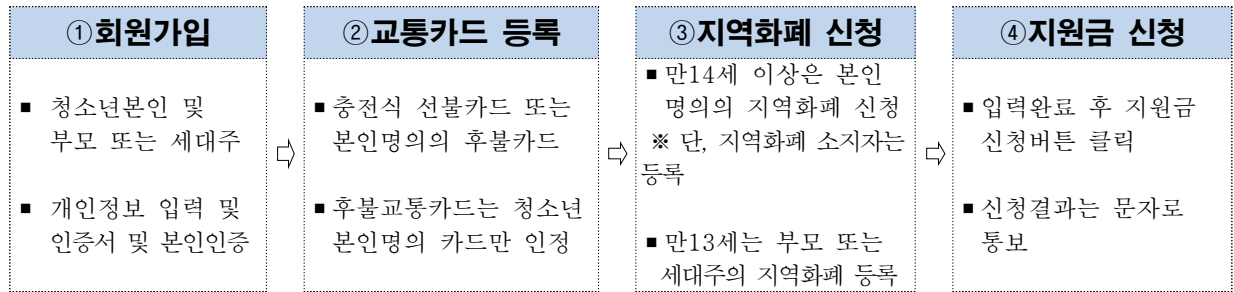 ①회원가입
■ 청소년본인 및
부모 또는 세대주
■ 개인정보 입력 및
인증서 및 본인인증
⇨
②교통카드 등록
■충전식 선불카드 또는
본인명의의 후불카드
■후불교통카드는 청소년
본인명의 카드만 인정
⇨
③지역화폐 신청
■만14세 이상은 본인
명의의 지역화폐 신청
※ 단, 지역화폐 소지자는
등록
■만13세는 부모 또는
세대주의 지역화폐 등록
⇨
④지원금 신청
■입력완료 후 지원금
신청버튼 클릭
■신청결과는 문자로
통보